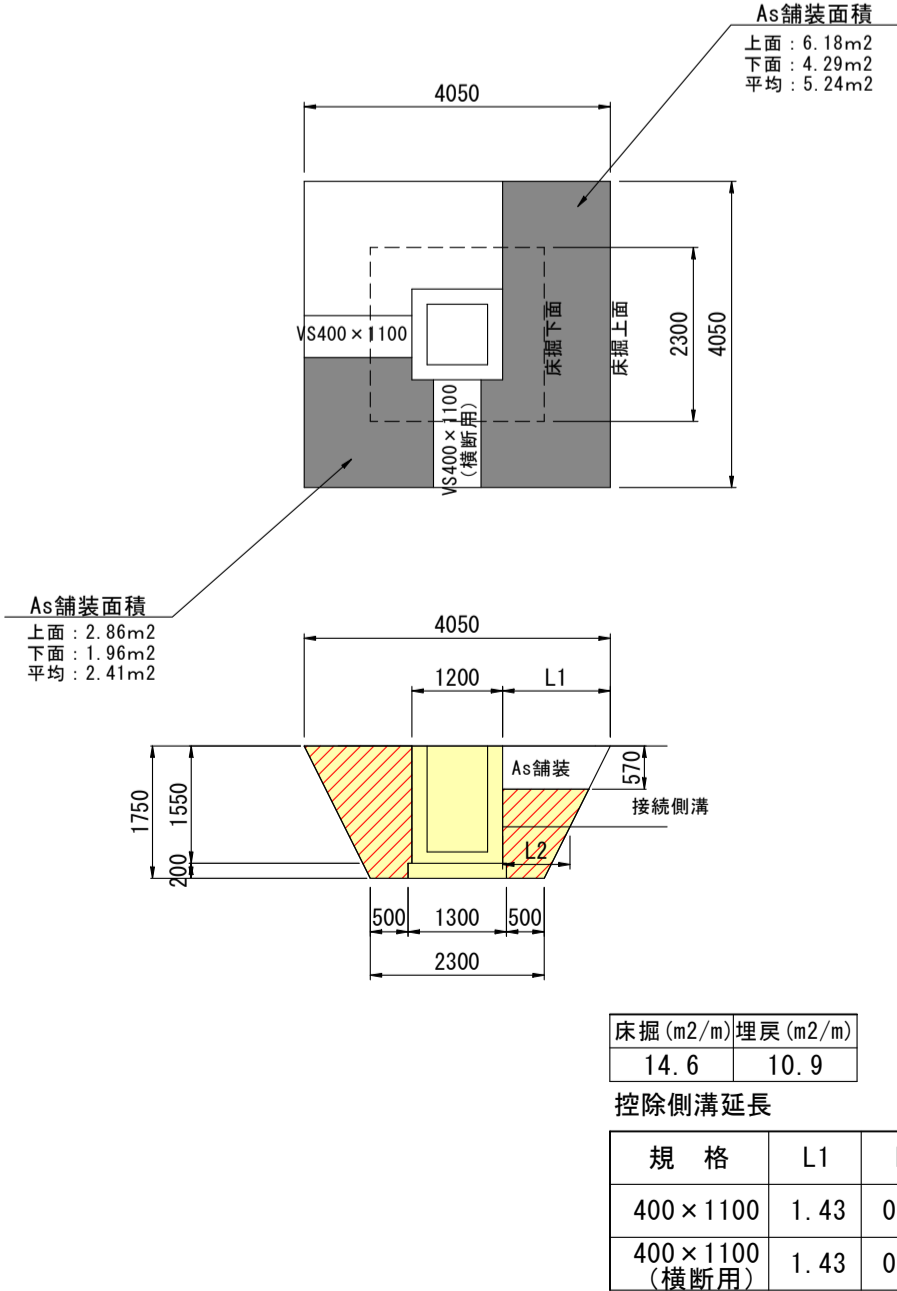 As舗装面積
上面：6.18m2
下面：4.29m2
平均：5.24m2
4050
VS400×1100
VS400×1100
(横断用)
床掘下面
床掘上面
2300
4050
As舗装面積
上面：2.86m2
下面：1.96m2
平均：2.41m2
4050
1200
L1
1750
1550
200
As舗装
570
接続側溝
L2
500
1300
500
2300
床掘(m2/m) 埋戻(m2/m)
14.6 10.9
控除側溝延長
規 格 L1
400×1100 1.43 0
400×1100
(横断用) 1.43 0